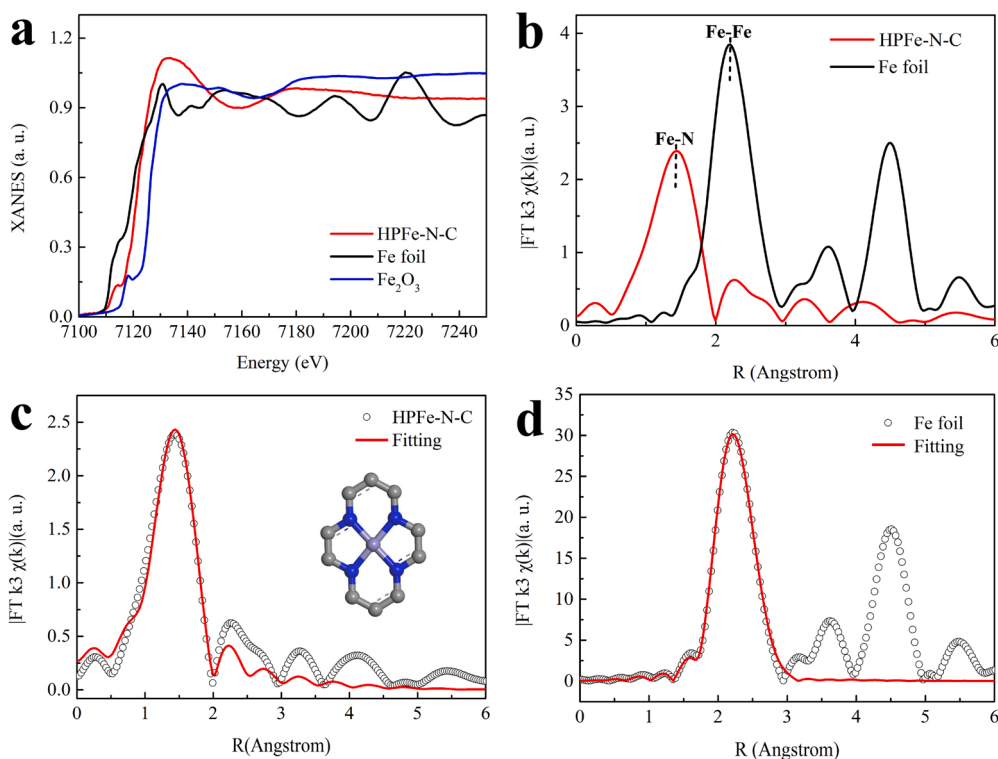 a
1.2
0.9
0.6
0.3
0.0
XANES (a. u.)
HPFe-N-C
Fe foil
Fe₂O₃
7100 7120 7140 7160 7180 7200 7220 7240
Energy (eV)
b
4
3
2
1
0
|FT k3 χ(k)|(a. u.)
Fe-Fe
Fe-N
HPFe-N-C
Fe foil
0 2 4 6
R (Angstrom)
c
2.5
2.0
1.5
1.0
0.5
0.0
|FT k3 χ(k)|(a. u.)
HPFe-N-C
Fitting
0 1 2 3 4 5 6
R(Angstrom)
d
35
30
25
20
15
10
5
0
|FT k3 χ(k)|(a. u.)
Fe foil
Fitting
0 1 2 3 4 5 6
R (Angstrom)